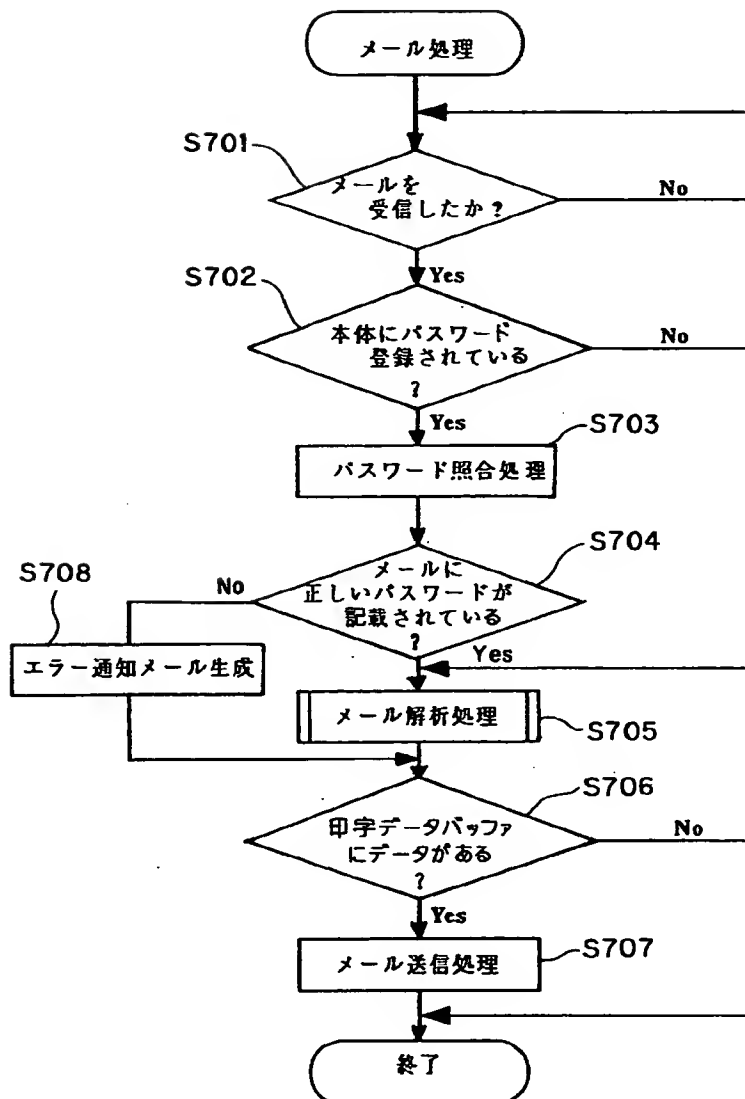 メール処理
S701
メールを
受信したか?
No
Yes
S702
本体にパスワード
登録されている
?
No
Yes
S703
パスワード照合処理
S704
メールに
正しいパスワードが
記載されている
?
No
Yes
S708
エラー通知メール生成
メール解析処理
S705
S706
印字データバッファ
にデータがある
?
No
Yes
メール送信処理
S707
終了